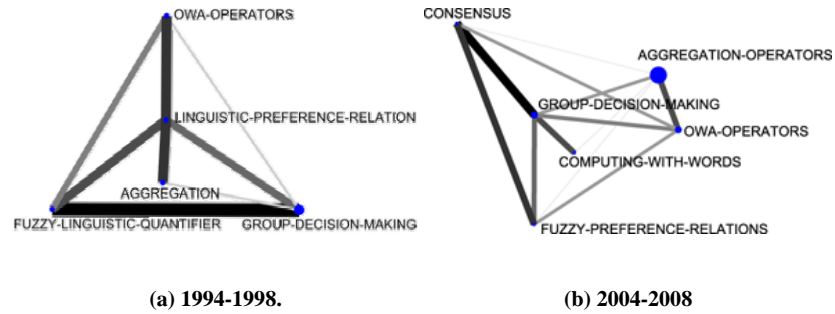 OWA-OPERATORS
LINGUISTIC-PREFERENCE-RELATION
AGGREGATION
FUZZY-LINGUISTIC-QUANTIFIER
GROUP-DECISION-MAKING
(a) 1994-1998.
CONSENSUS
AGGREGATION-OPERATORS
GROUP-DECISION-MAKING
OWA-OPERATORS
COMPUTING-WITH-WORDS
FUZZY-PREFERENCE-RELATIONS
(b) 2004-2008